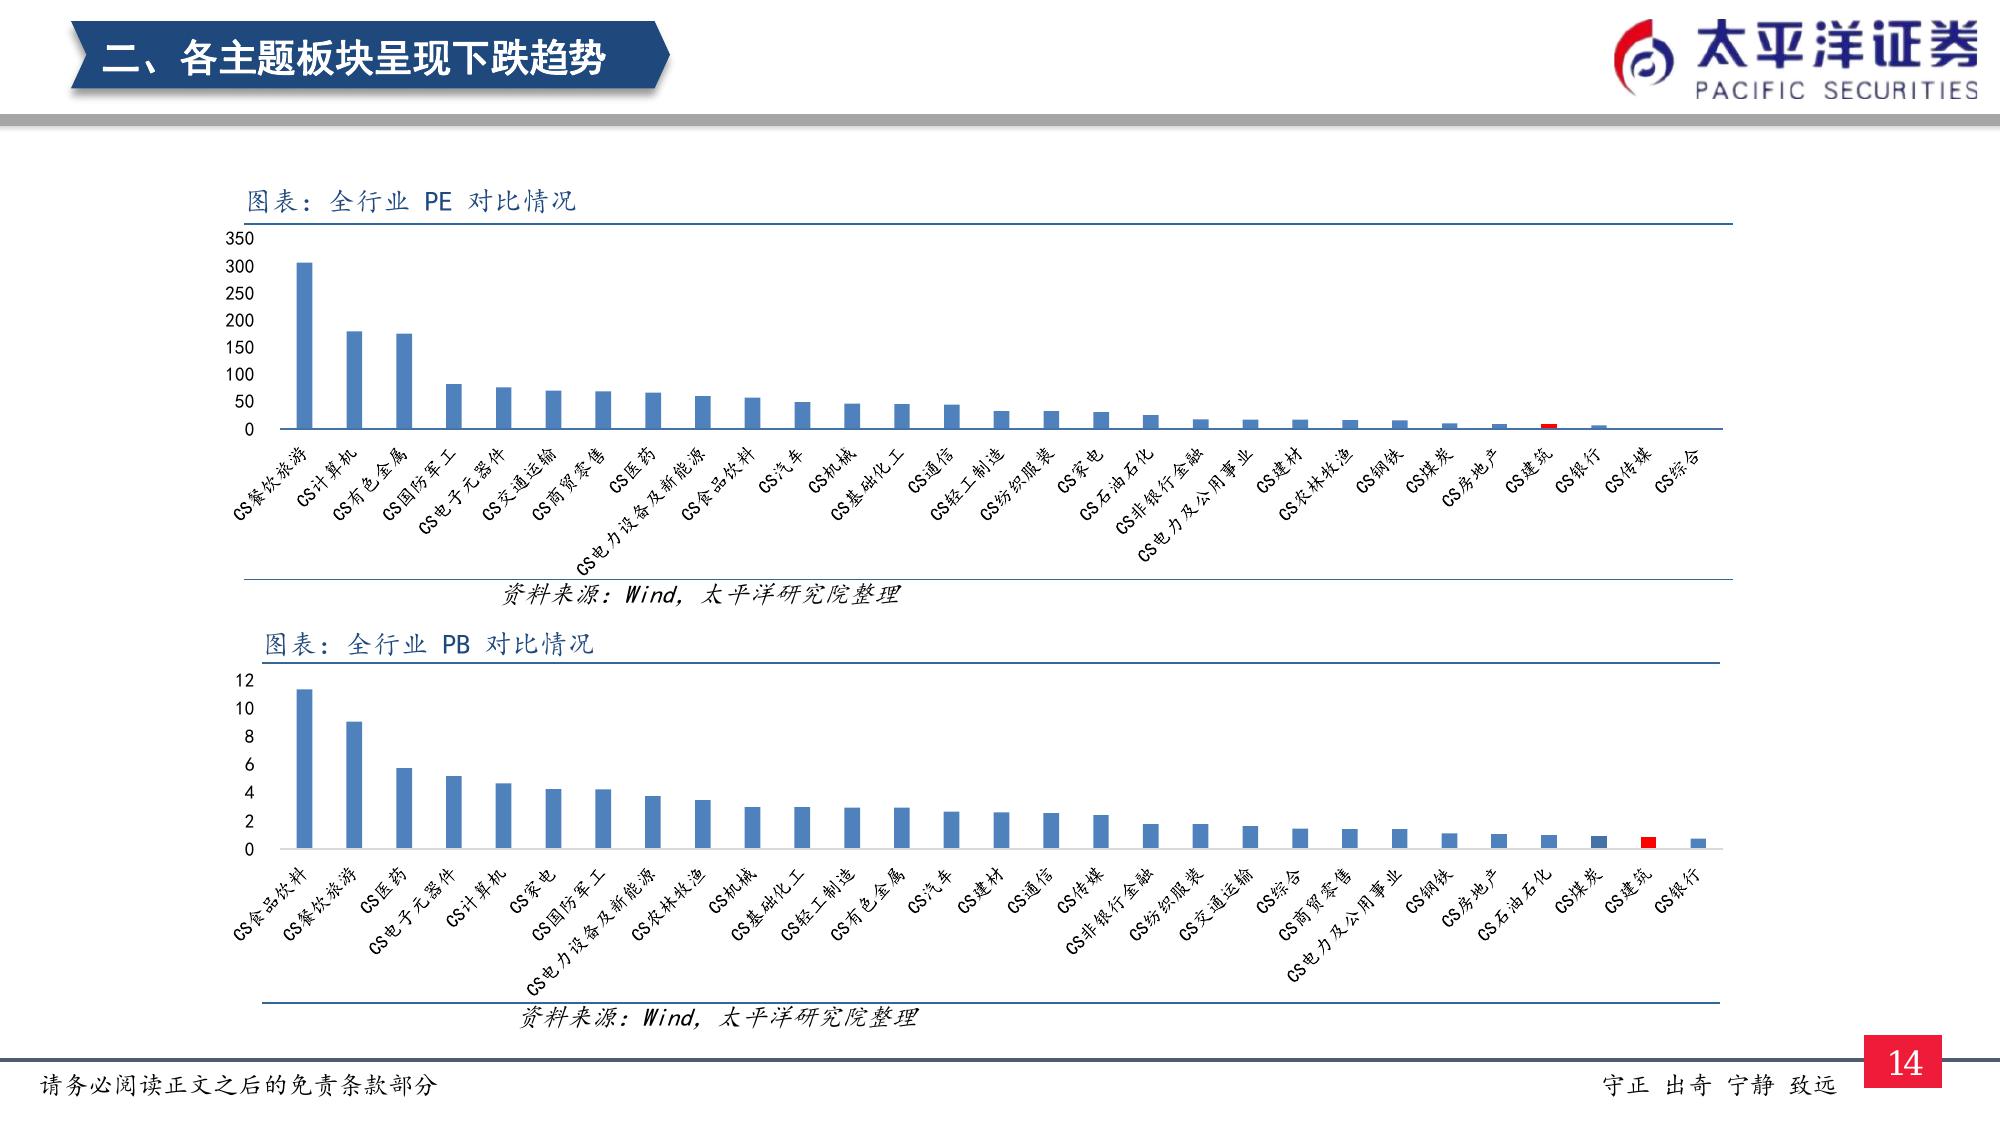 二、各主题板块呈现下跌趋势
太平洋证券
PACIFIC SECURITIES
图表：全行业 PE 对比情况
350
300
250
200
150
100
50
0
CS餐饮旅游
CS计算机
CS有色金属
CS国防军工
CS电子元器件
CS交通运输
CS商贸零售
CS医药
CS电力设备及新能源
CS食品饮料
CS汽车
CS机械
CS基础化工
CS通信
CS轻工制造
CS纺织服装
CS家电
CS石油石化
CS非银行金融
CS电力及公用事业
CS建材
CS农林牧渔
CS钢铁
CS煤炭
CS房地产
CS建筑
CS银行
CS传媒
CS综合
资料来源：Wind，太平洋研究院整理
图表：全行业 PB 对比情况
12
10
8
6
4
2
0
CS食品饮料
CS餐饮旅游
CS医药
CS电子元器件
CS计算机
CS家电
CS国防军工
CS电力设备及新能源
CS农林牧渔
CS机械
CS基础化工
CS轻工制造
CS有色金属
CS汽车
CS建材
CS通信
CS传媒
CS非银行金融
CS纺织服装
CS交通运输
CS综合
CS商贸零售
CS电力及公用事业
CS钢铁
CS房地产
CS石油石化
CS煤炭
CS建筑
CS银行
资料来源：Wind，太平洋研究院整理
请务必阅读正文之后的免责条款部分
守正 出奇 宁静 致远
14